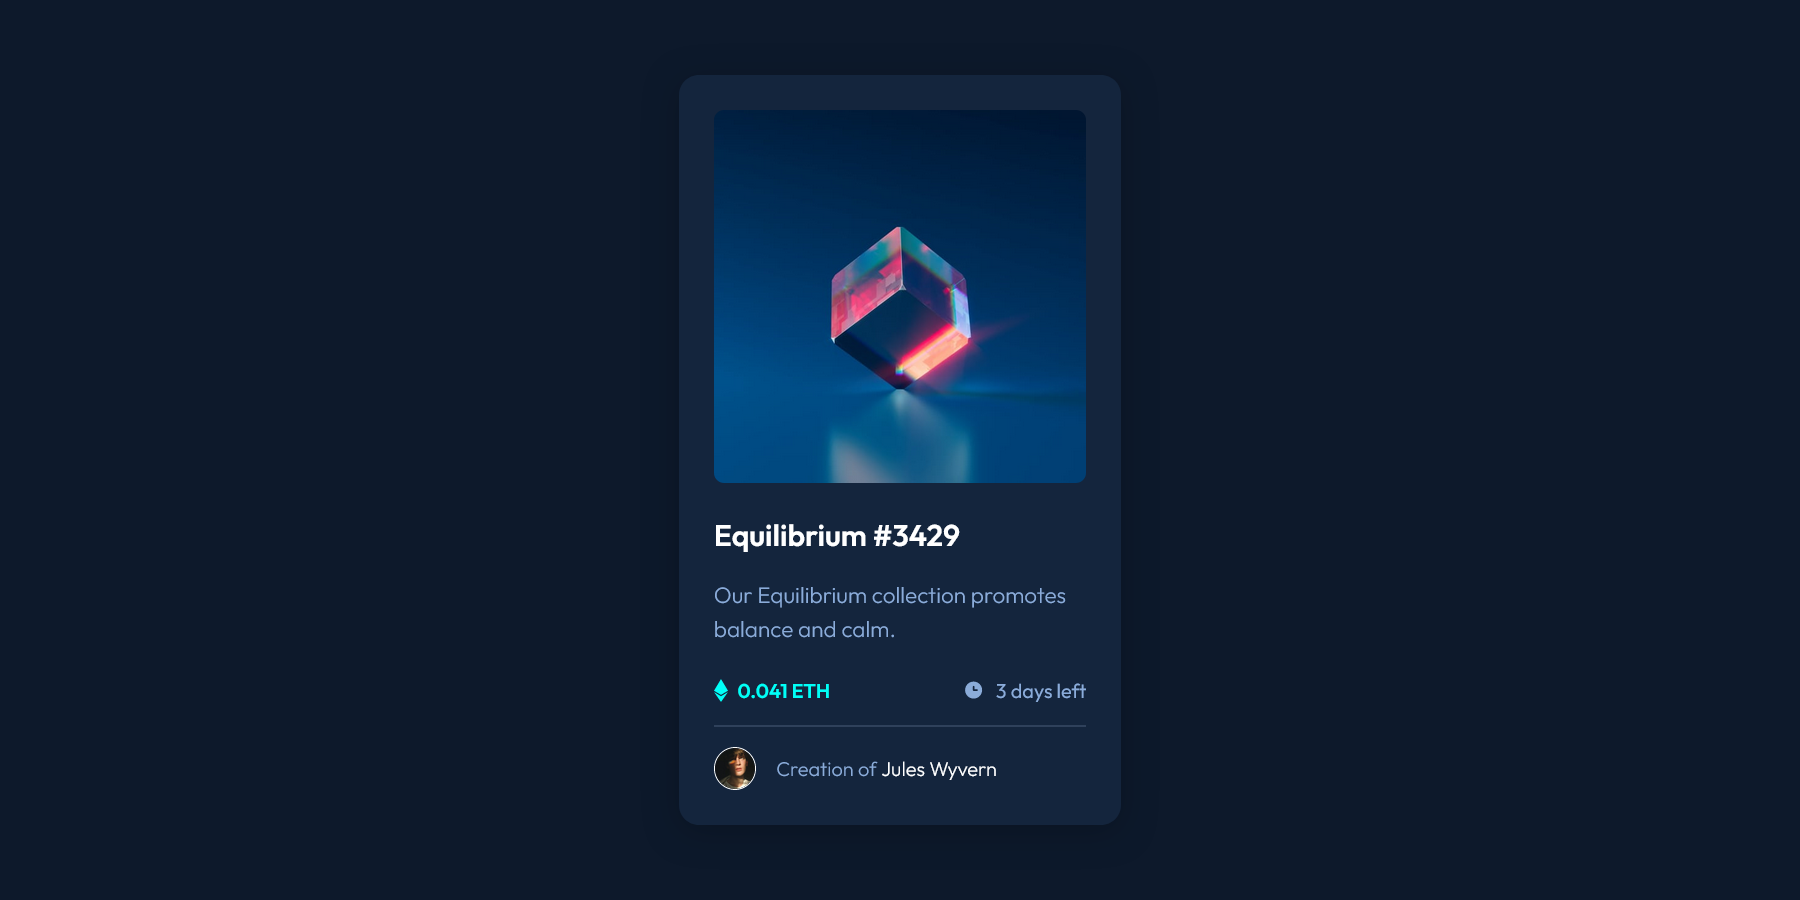 Equilibrium #3429
Our Equilibrium collection promotes
balance and calm.
0.041 ETH
3 days left
Creation of Jules Wyvern